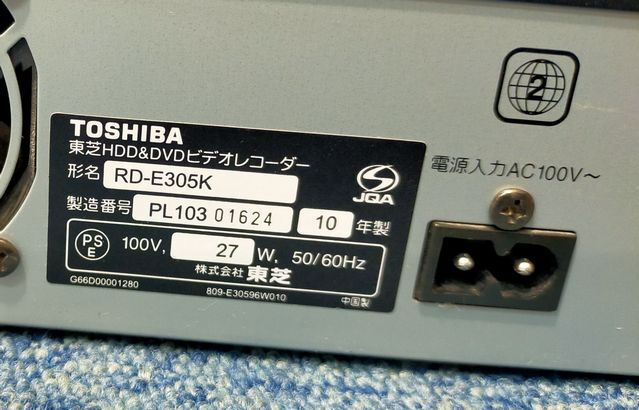 2
TOSHIBA
東芝HDD&DVDビデオレコーダー
形名 RD-E305K
JQA
製造番号 PL103 01624 10 年製
PS E 100V, 27 W, 50/60Hz
株式会社 東芝
G66D00001280 809-E30596W010 中国製
電源入力AC100V～